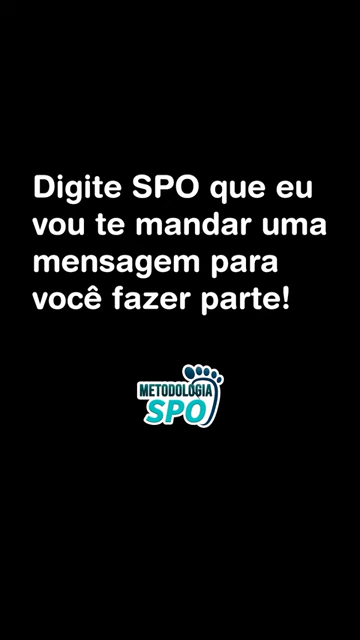 Digite SPO que eu
vou te mandar uma
mensagem para
você fazer parte!
METODOLOGIA
SPO